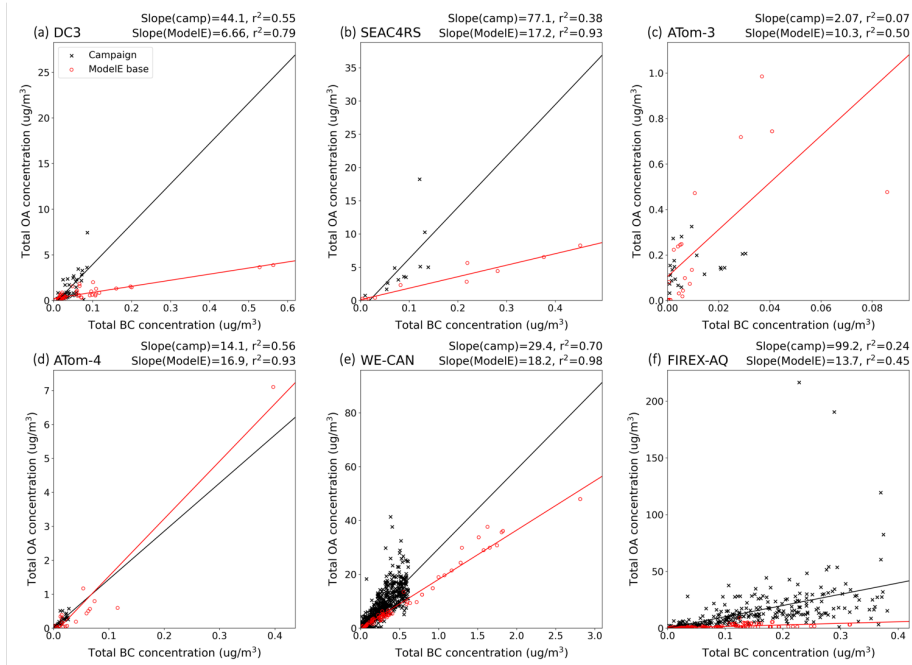 Slope(camp)=44.1, r²=0.55
(a) DC3 Slope(ModelE)=6.66, r²=0.79
Campaign
ModelE base
Total OA concentration (ug/m³)
25
20
15
10
5
0
0.0 0.1 0.2 0.3 0.4 0.5 0.6
Total BC concentration (ug/m³)
Slope(camp)=77.1, r²=0.38
(b) SEAC4RS Slope(ModelE)=17.2, r²=0.93
Total OA concentration (ug/m³)
35
30
25
20
15
10
5
0
0.0 0.1 0.2 0.3 0.4
Total BC concentration (ug/m³)
Slope(camp)=2.07, r²=0.07
(c) ATom-3 Slope(ModelE)=10.3, r²=0.50
Total OA concentration (ug/m³)
1.0
0.8
0.6
0.4
0.2
0.0
0.00 0.02 0.04 0.06 0.08
Total BC concentration (ug/m³)
Slope(camp)=14.1, r²=0.56
(d) ATom-4 Slope(ModelE)=16.9, r²=0.93
Total OA concentration (ug/m³)
7
6
5
4
3
2
1
0
0.0 0.1 0.2 0.3 0.4
Total BC concentration (ug/m³)
Slope(camp)=29.4, r²=0.70
(e) WE-CAN Slope(ModelE)=18.2, r²=0.98
Total OA concentration (ug/m³)
80
60
40
20
0
0.0 0.5 1.0 1.5 2.0 2.5 3.0
Total BC concentration (ug/m³)
Slope(camp)=99.2, r²=0.24
(f) FIREX-AQ Slope(ModelE)=13.7, r²=0.45
Total OA concentration (ug/m³)
200
150
100
50
0
0.0 0.1 0.2 0.3 0.4
Total BC concentration (ug/m³)